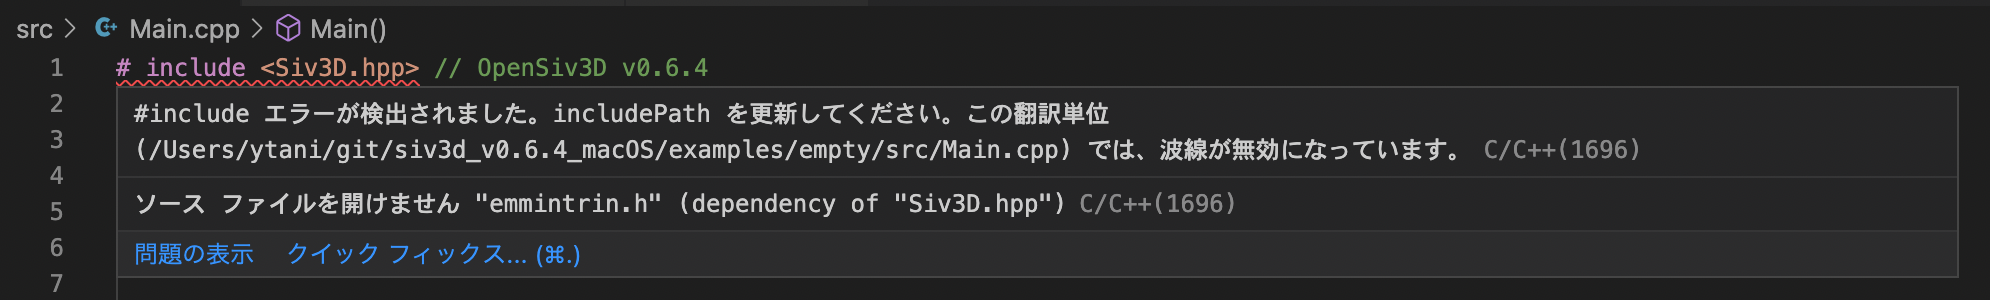 src > Main.cpp > Main()
1 # include <Siv3D.hpp> // OpenSiv3D v0.6.4
2 #include エラーが検出されました。includePath を更新してください。この翻訳単位
3 (/Users/ytani/git/siv3d_v0.6.4_macOS/examples/empty/src/Main.cpp) では、波線が無効になっています。 C/C++(1696)
4
5 ソース ファイルを開けません "emmintrin.h" (dependency of "Siv3D.hpp") C/C++(1696)
6 問題の表示 クイック フィックス... (⌘.)
7